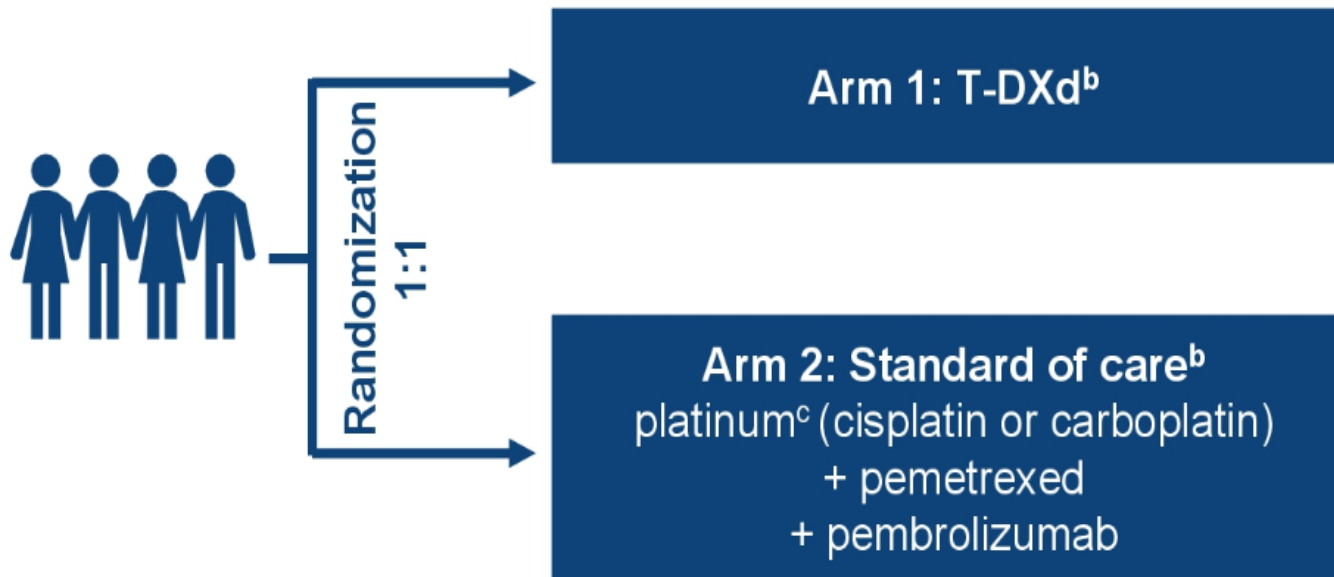 Randomization
1:1
Arm 1: T-DXdᵇ
Arm 2: Standard of careᵇ
platinumᶜ (cisplatin or carboplatin)
+ pemetrexed
+ pembrolizumab